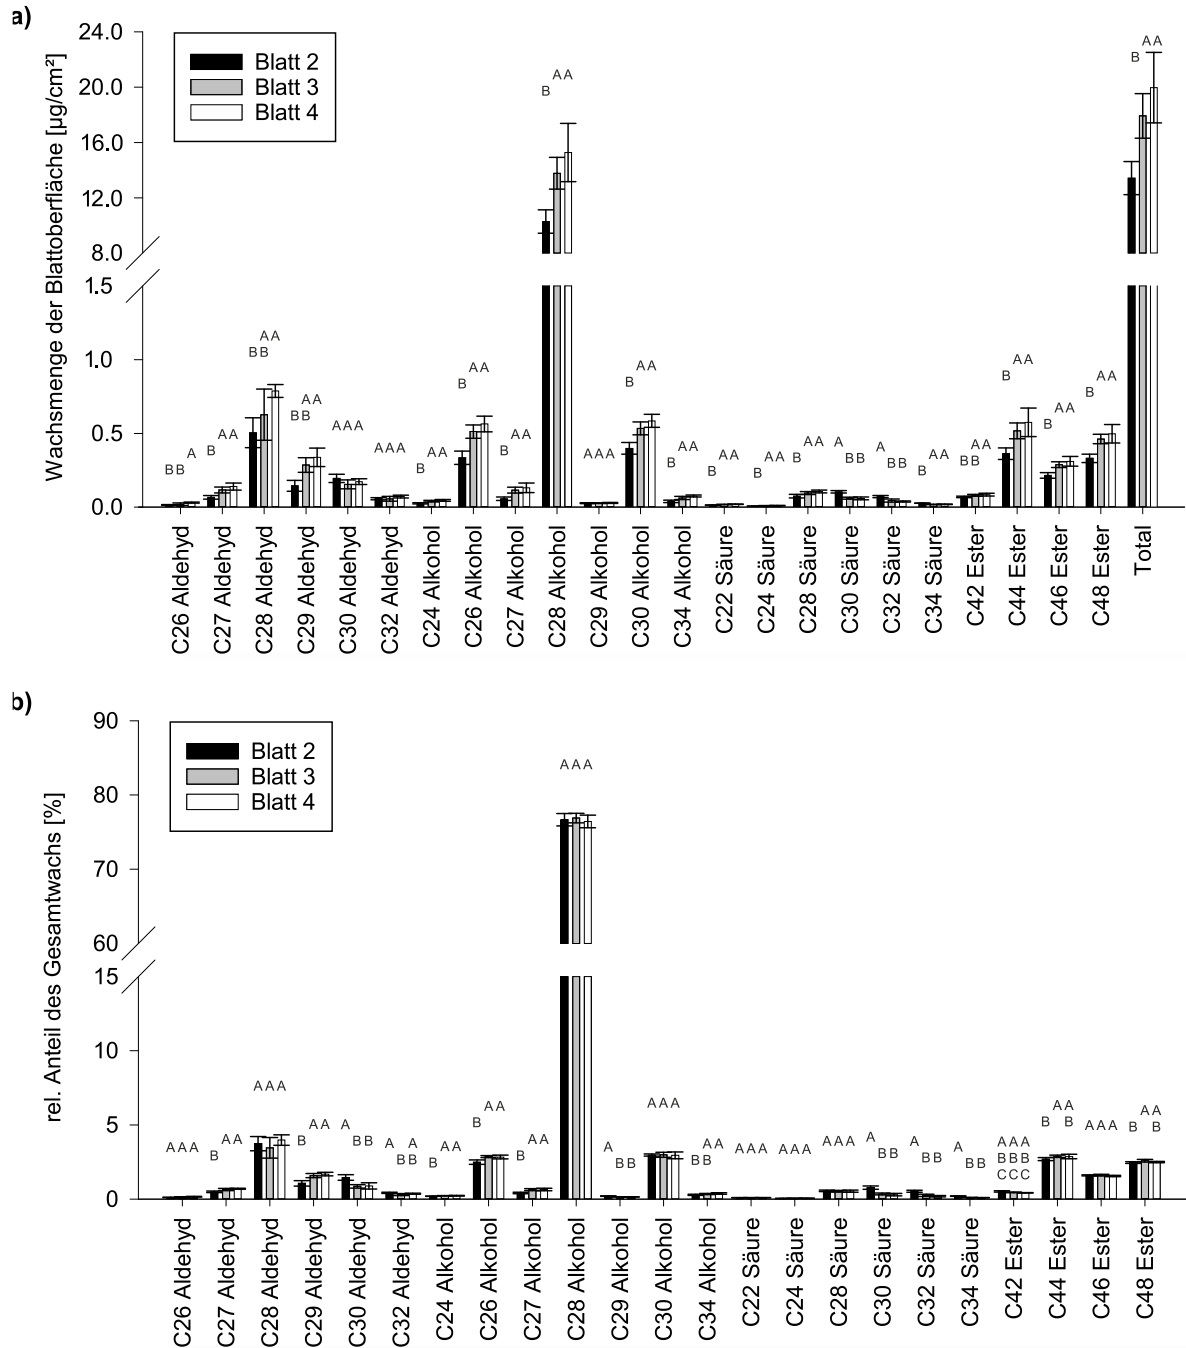 a)
Wachsmenge der Blattoberfläche [µg/cm²]
24.0
20.0
16.0
12.0
8.0
1.5
1.0
0.5
0.0
Blatt 2
Blatt 3
Blatt 4
B B A
B A A
B B A A
B B A A
A A A
A A A
B A A
B A A
B A A
B A A
A A A
B A A
B A A
B A A
B A A
B A A
A B B
A B B
B A A
B B A A
B A A
B A A
B A A
B A A
C26 Aldehyd
C27 Aldehyd
C28 Aldehyd
C29 Aldehyd
C30 Aldehyd
C32 Aldehyd
C24 Alkohol
C26 Alkohol
C27 Alkohol
C28 Alkohol
C29 Alkohol
C30 Alkohol
C34 Alkohol
C22 Säure
C24 Säure
C28 Säure
C30 Säure
C32 Säure
C34 Säure
C42 Ester
C44 Ester
C46 Ester
C48 Ester
Total
b)
rel. Anteil des Gesamtwachs [%]
90
80
70
60
15
10
5
0
Blatt 2
Blatt 3
Blatt 4
A A A
B A A
A A A
B A A
A B B
A A
B B
B A A
B A A
B A A
A A A
A B B
A A A
A A
B B
A A A
A A A
A A A
A B B
A B B
A B B
A A A
B B B
C C C
A A
B B
A A A
A A
B B
C26 Aldehyd
C27 Aldehyd
C28 Aldehyd
C29 Aldehyd
C30 Aldehyd
C32 Aldehyd
C24 Alkohol
C26 Alkohol
C27 Alkohol
C28 Alkohol
C29 Alkohol
C30 Alkohol
C34 Alkohol
C22 Säure
C24 Säure
C28 Säure
C30 Säure
C32 Säure
C34 Säure
C42 Ester
C44 Ester
C46 Ester
C48 Ester